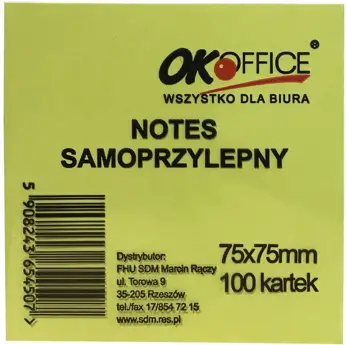 OKOFFICE®
WSZYSTKO DLA BIURA
NOTES
SAMOPRZYLEPNY
5 908243 654507 >
Dystrybutor:
FHU SDM Marcin Rączy
ul. Torowa 9
35-205 Rzeszów
tel./fax 17/854 72 15
www.sdm.res.pl
75x75mm
100 kartek